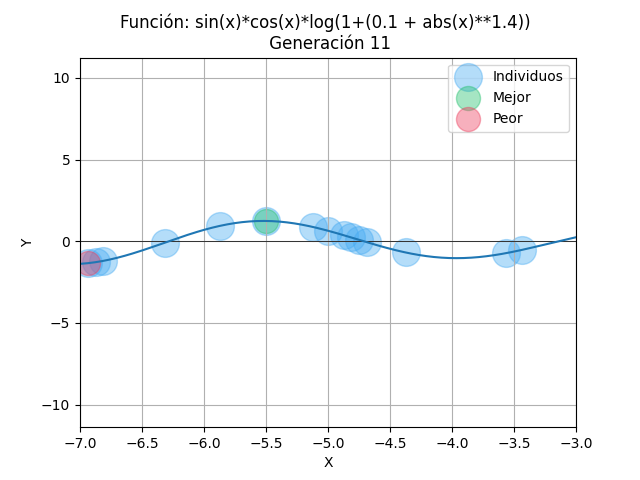 Función: sin(x)*cos(x)*log(1+(0.1 + abs(x)**1.4))
Generación 11
Individuos
Mejor
Peor
10
5
0
−5
−10
Y
−7.0 −6.5 −6.0 −5.5 −5.0 −4.5 −4.0 −3.5 −3.0
X